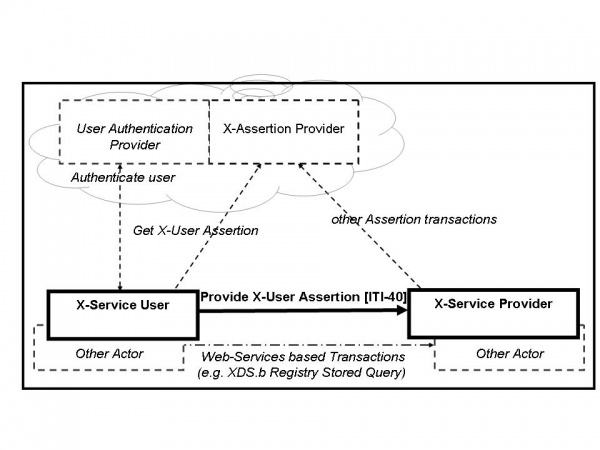 User Authentication
Provider
X-Assertion Provider
Authenticate user
Get X-User Assertion
other Assertion transactions
X-Service User
Provide X-User Assertion [ITI-40]
X-Service Provider
Other Actor
Web-Services based Transactions
(e.g. XDS.b Registry Stored Query)
Other Actor